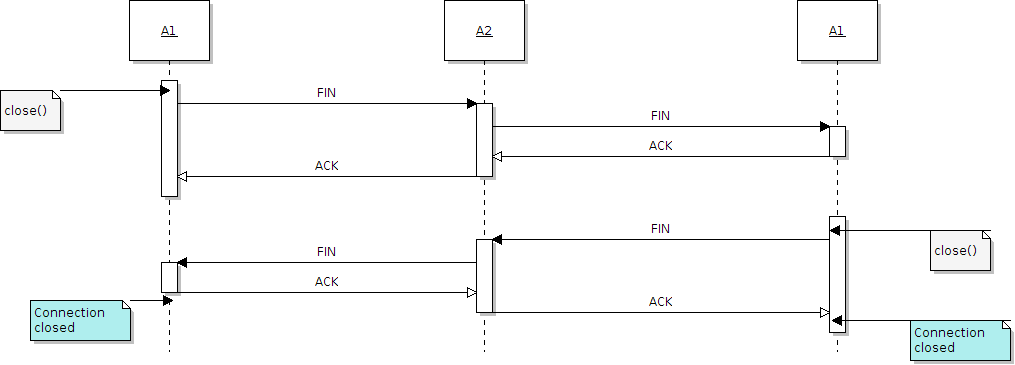 A1
A2
A1
close()
FIN
FIN
ACK
ACK
FIN
close()
FIN
ACK
ACK
Connection
closed
Connection
closed